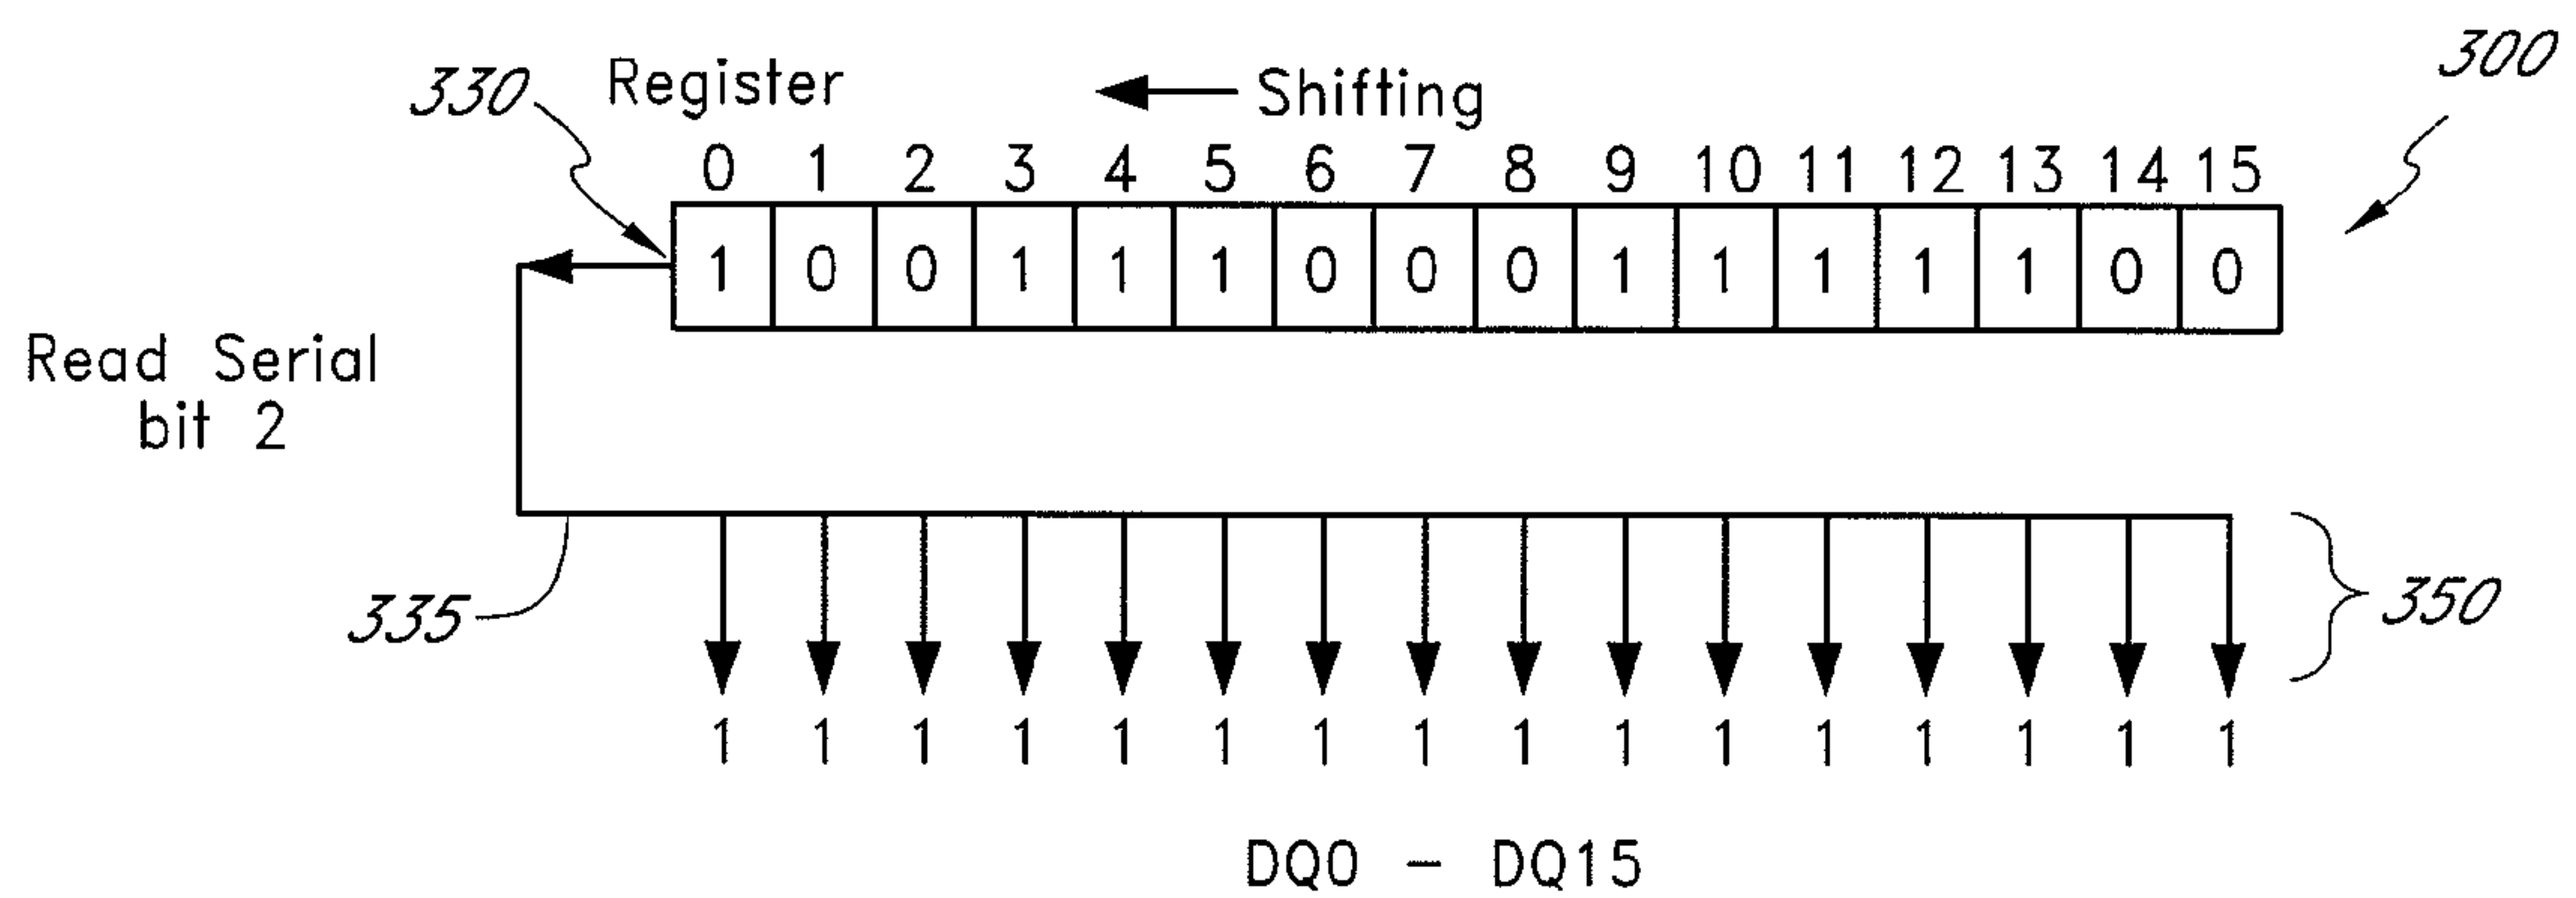 300
330 Register ← Shifting
0 1 2 3 4 5 6 7 8 9 10 11 12 13 14 15
1 0 0 1 1 1 0 0 0 1 1 1 1 1 0 0
Read Serial
bit 2
335
350
1 1 1 1 1 1 1 1 1 1 1 1 1 1 1 1
DQ0 - DQ15